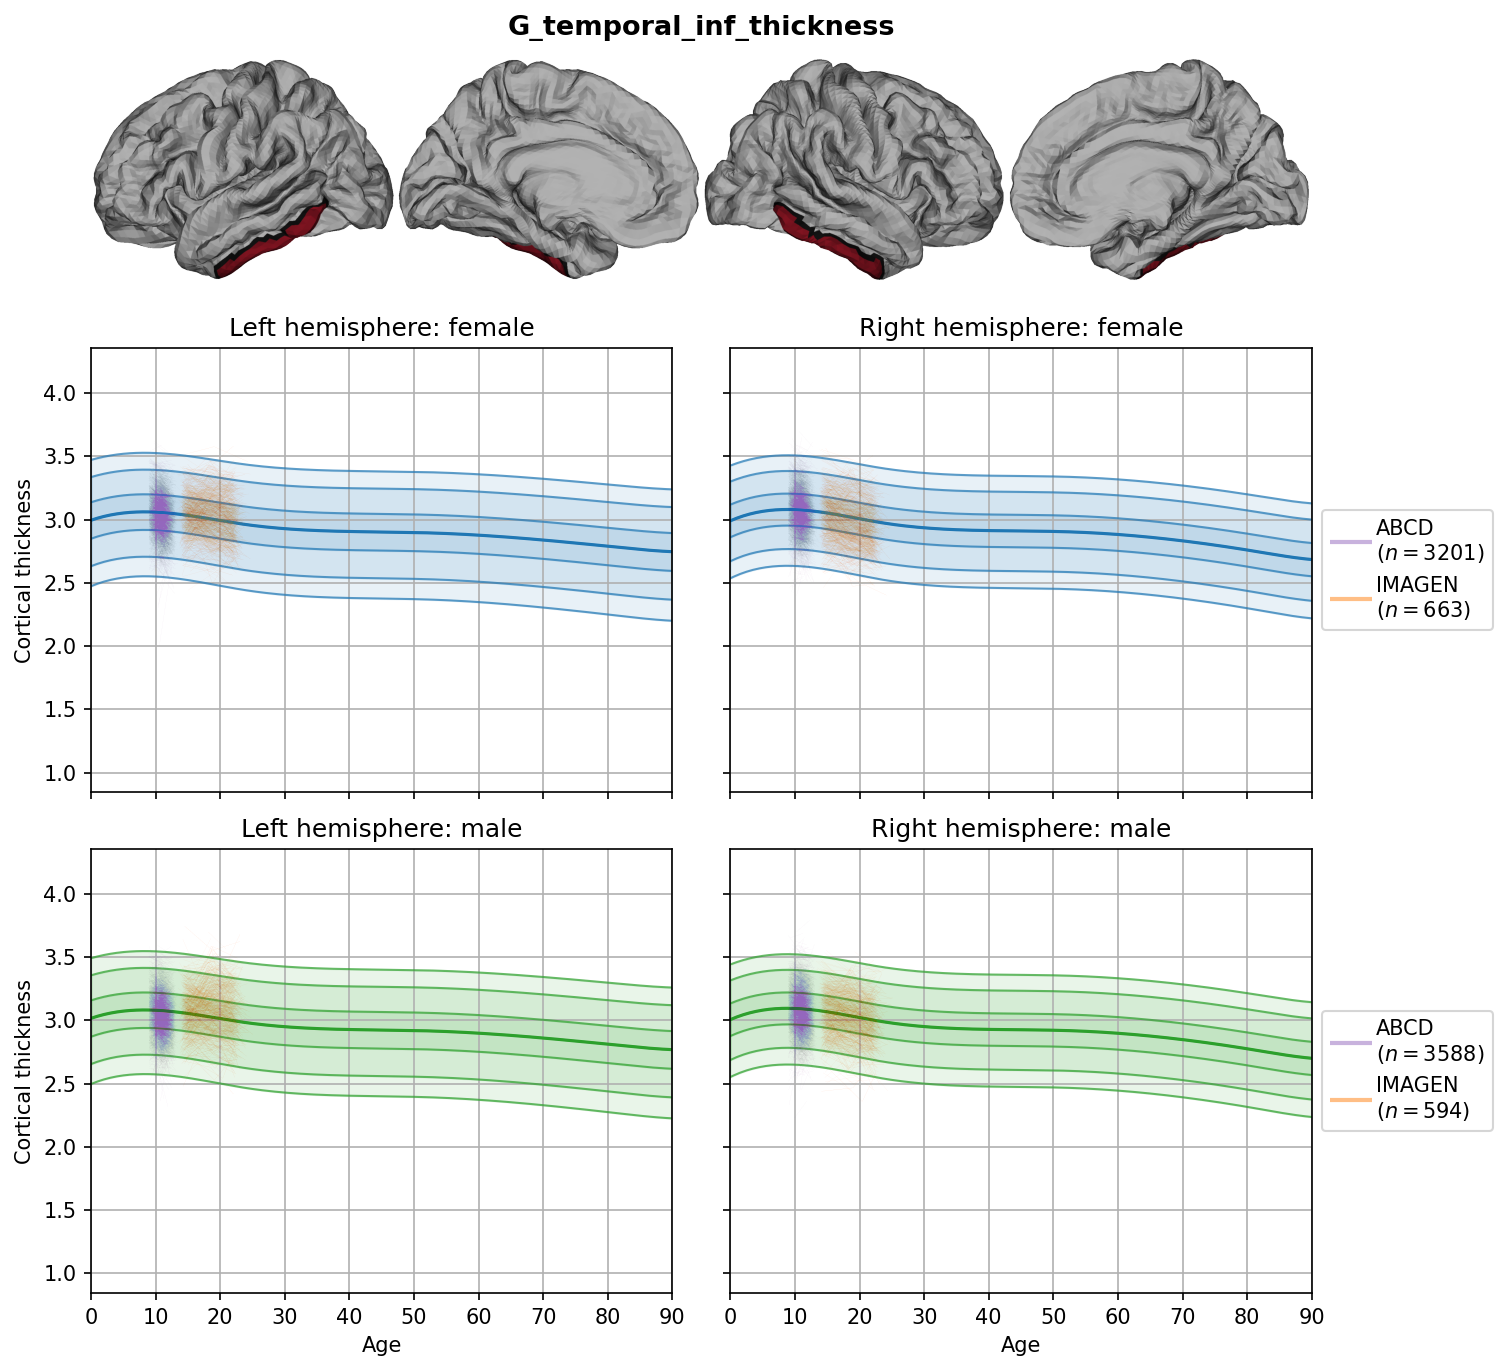 G_temporal_inf_thickness
Left hemisphere: female
Right hemisphere: female
4.0
3.5
3.0
2.5
2.0
1.5
1.0
Cortical thickness
ABCD
(n = 3201)
IMAGEN
(n = 663)
Left hemisphere: male
Right hemisphere: male
4.0
3.5
3.0
2.5
2.0
1.5
1.0
Cortical thickness
ABCD
(n = 3588)
IMAGEN
(n = 594)
0 10 20 30 40 50 60 70 80 90
0 10 20 30 40 50 60 70 80 90
Age
Age